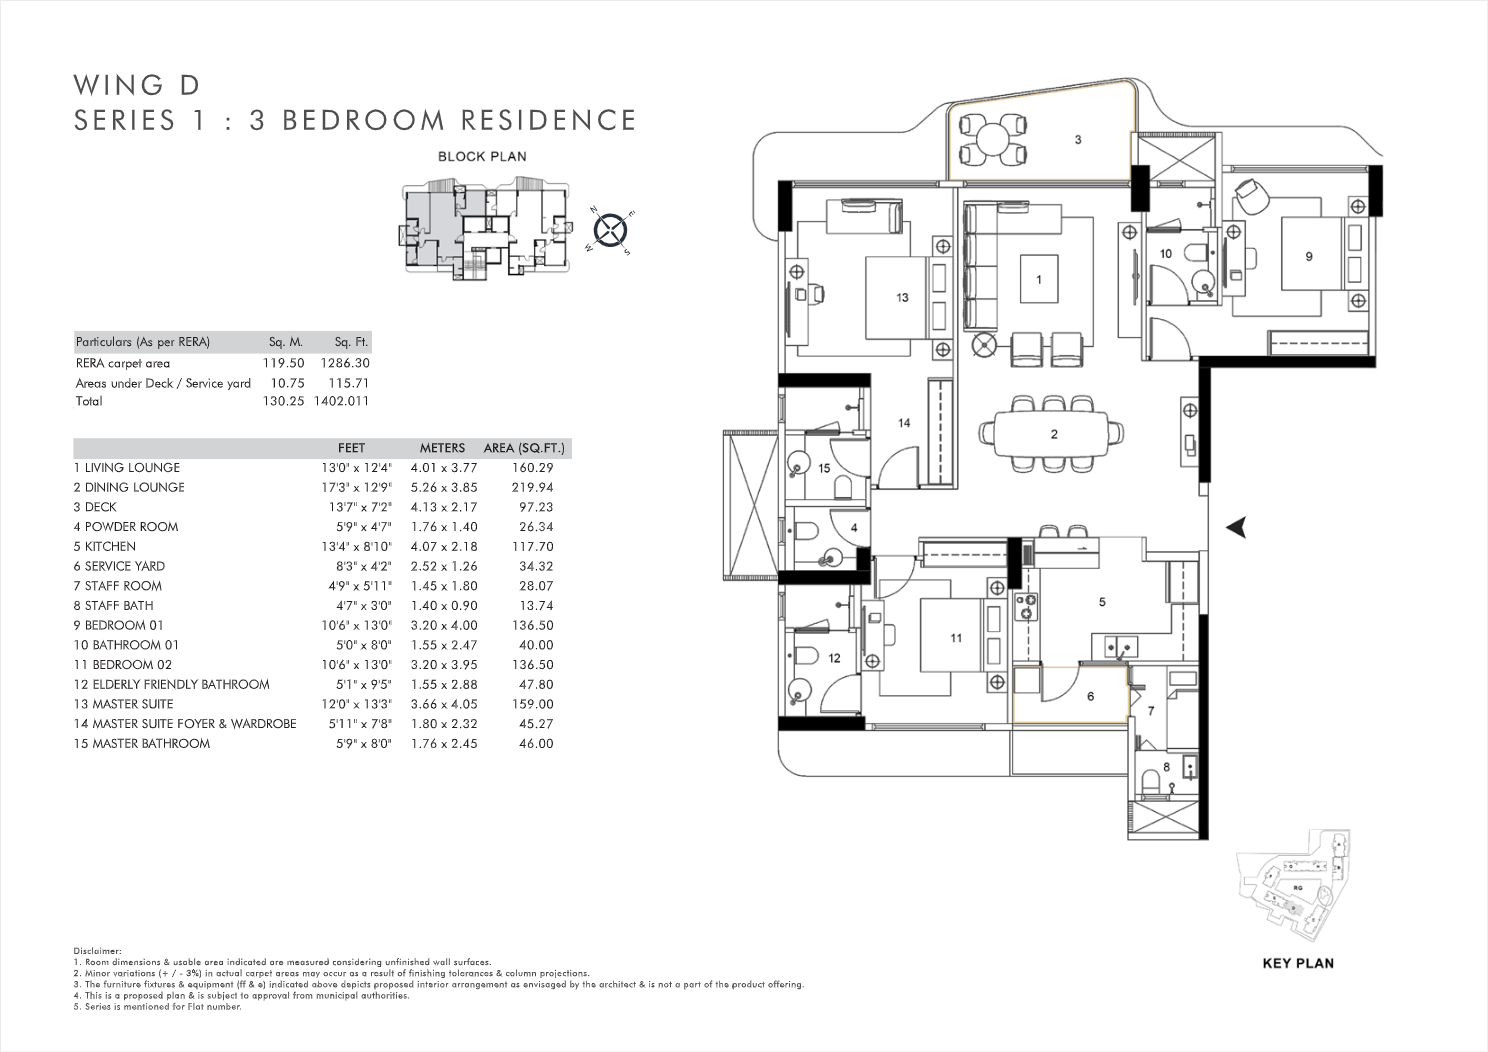 WING D
SERIES 1 : 3 BEDROOM RESIDENCE
BLOCK PLAN
N
E
W
S
Particulars (As per RERA) Sq. M. Sq. Ft.
RERA carpet area 119.50 1286.30
Areas under Deck / Service yard 10.75 115.71
Total 130.25 1402.011
FEET METERS AREA (SQ.FT.)
1 LIVING LOUNGE 13'0" x 12'4" 4.01 x 3.77 160.29
2 DINING LOUNGE 17'3" x 12'9" 5.26 x 3.85 219.94
3 DECK 13'7" x 7'2" 4.13 x 2.17 97.23
4 POWDER ROOM 5'9" x 4'7" 1.76 x 1.40 26.34
5 KITCHEN 13'4" x 8'10" 4.07 x 2.18 117.70
6 SERVICE YARD 8'3" x 4'2" 2.52 x 1.26 34.32
7 STAFF ROOM 4'9" x 5'11" 1.45 x 1.80 28.07
8 STAFF BATH 4'7" x 3'0" 1.40 x 0.90 13.74
9 BEDROOM 01 10'6" x 13'0" 3.20 x 4.00 136.50
10 BATHROOM 01 5'0" x 8'0" 1.55 x 2.47 40.00
11 BEDROOM 02 10'6" x 13'0" 3.20 x 3.95 136.50
12 ELDERLY FRIENDLY BATHROOM 5'1" x 9'5" 1.55 x 2.88 47.80
13 MASTER SUITE 12'0" x 13'3" 3.66 x 4.05 159.00
14 MASTER SUITE FOYER & WARDROBE 5'11" x 7'8" 1.80 x 2.32 45.27
15 MASTER BATHROOM 5'9" x 8'0" 1.76 x 2.45 46.00
3
10
9
1
13
14
2
15
4
5
11
12
6
7
8
RG
KEY PLAN
Disclaimer:
1. Room dimensions & usable area indicated are measured considering unfinished wall surfaces.
2. Minor variations (+ / - 3%) in actual carpet areas may occur as a result of finishing tolerances & column projections.
3. The furniture fixtures & equipment (ff & e) indicated above depicts proposed interior arrangement as envisaged by the architect & is not a part of the product offering.
4. This is a proposed plan & is subject to approval from municipal authorities.
5. Series is mentioned for Flat number.